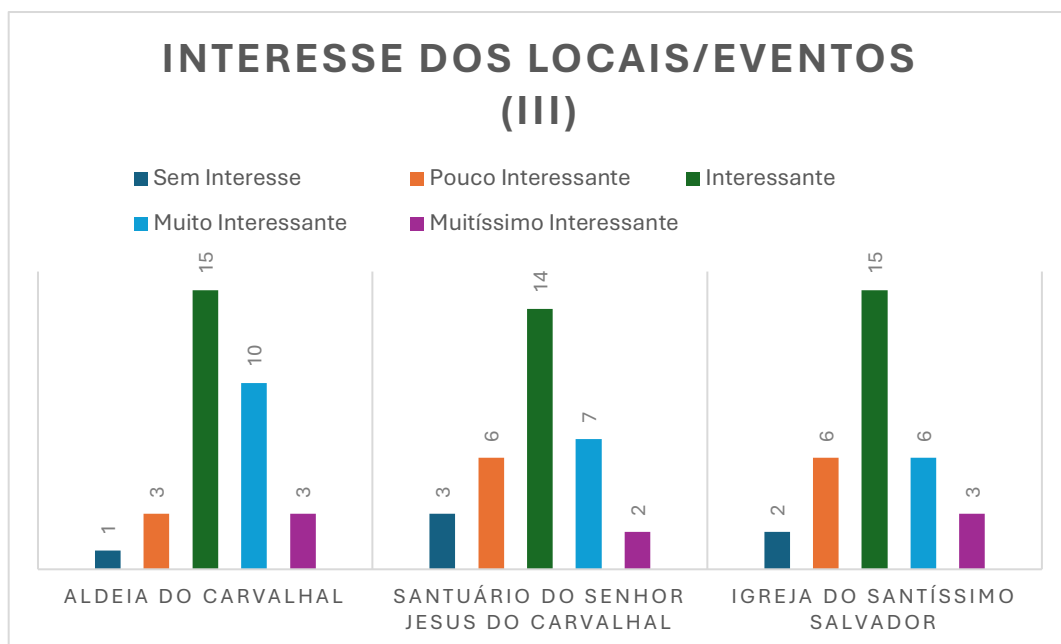 INTERESSE DOS LOCAIS/EVENTOS
(III)
Sem Interesse
Pouco Interessante
Interessante
Muito Interessante
Muitíssimo Interessante
1
3
15
10
3
3
6
14
7
2
2
6
15
6
3
ALDEIA DO CARVALHAL
SANTUÁRIO DO SENHOR
JESUS DO CARVALHAL
IGREJA DO SANTÍSSIMO
SALVADOR